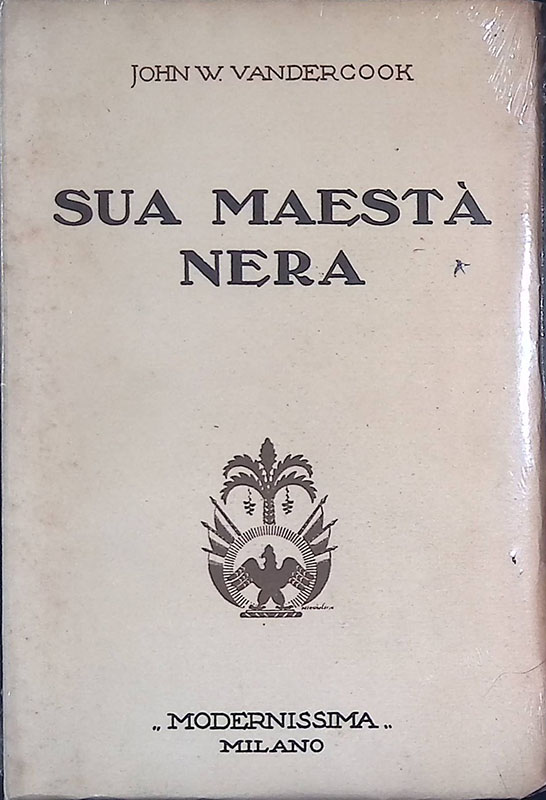 JOHN W. VANDERCOOK
SUA MAESTÀ
NERA
„MODERNISSIMA„
MILANO